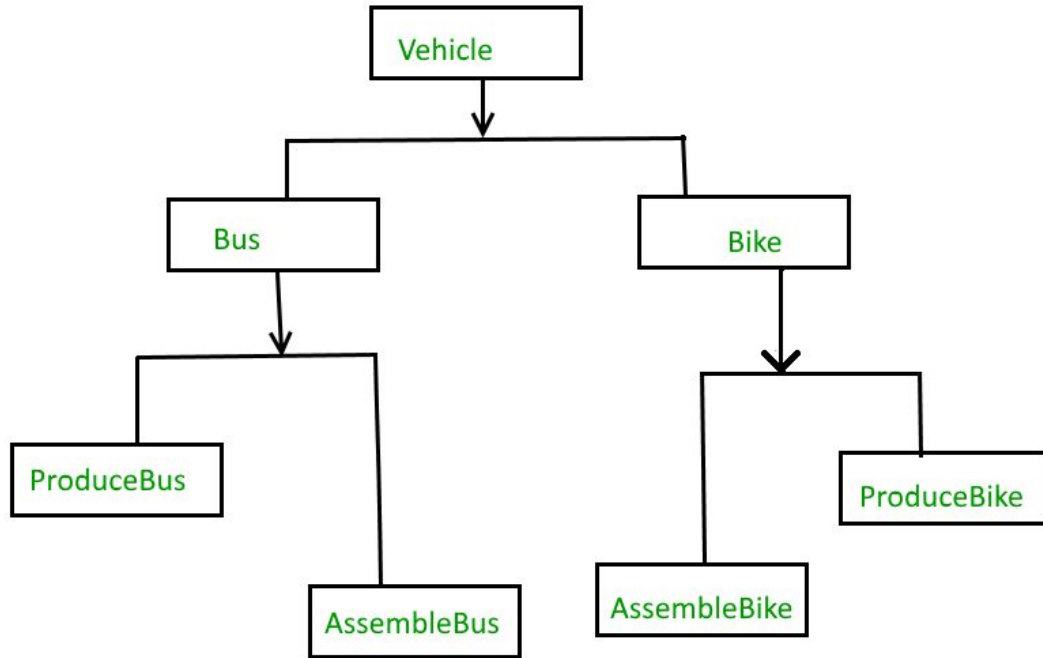 Vehicle
Bus
Bike
ProduceBus
ProduceBike
AssembleBus
AssembleBike